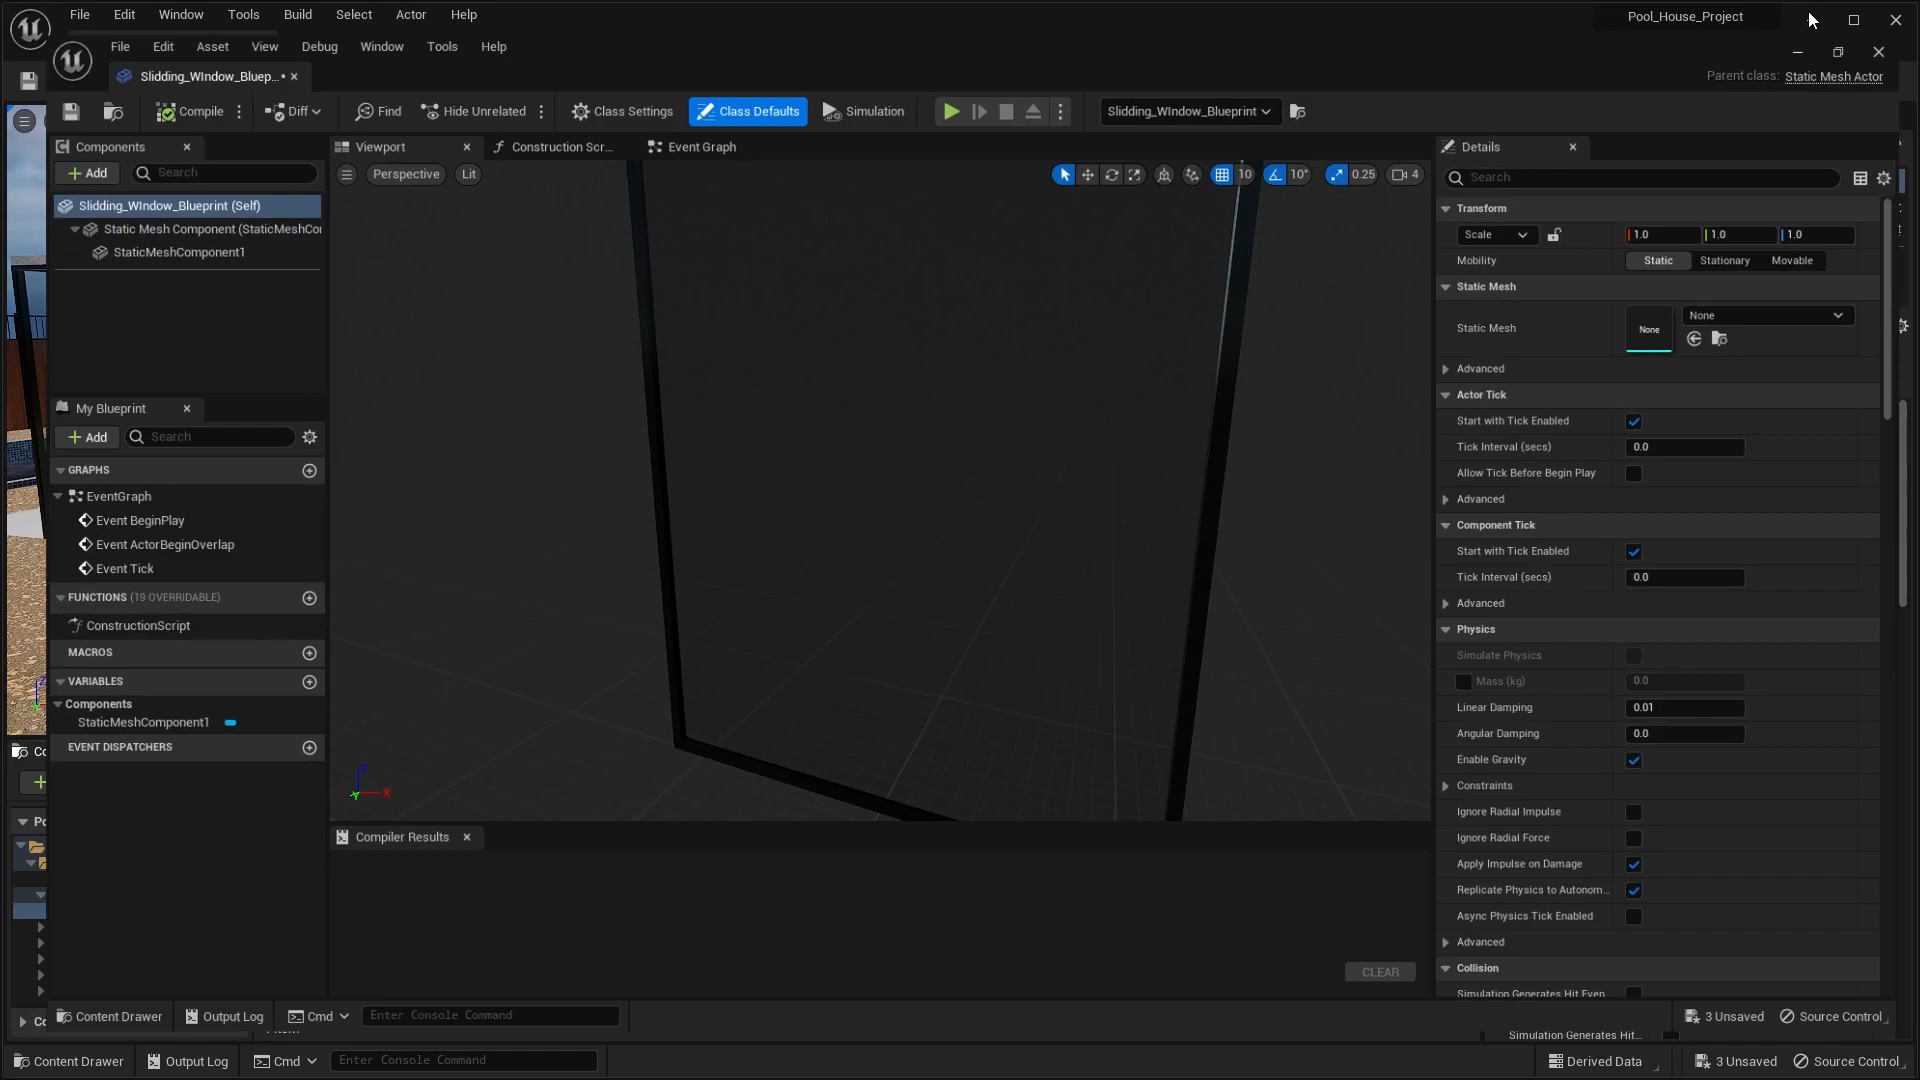 File Edit Window Tools Build Select Actor Help
Pool_House_Project
File Edit Asset View Debug Window Tools Help
Slidding_WIndow_Bluep...•
Parent class: Static Mesh Actor
Compile
Diff
Find
Hide Unrelated
Class Settings
Class Defaults
Simulation
Slidding_WIndow_Blueprint
Components
Viewport
Construction Scr...
Event Graph
Details
+ Add
Search
Perspective
Lit
10
10°
0.25
4
Search
Slidding_WIndow_Blueprint (Self)
Static Mesh Component (StaticMeshCo
StaticMeshComponent1
Transform
Scale
1.0
1.0
1.0
Mobility
Static
Stationary
Movable
Static Mesh
Static Mesh
None
None
Advanced
Actor Tick
Start with Tick Enabled
Tick Interval (secs)
0.0
Allow Tick Before Begin Play
Advanced
Component Tick
Start with Tick Enabled
Tick Interval (secs)
0.0
Advanced
Physics
Simulate Physics
Mass (kg)
0.0
Linear Damping
0.01
Angular Damping
0.0
Enable Gravity
Constraints
Ignore Radial Impulse
Ignore Radial Force
Apply Impulse on Damage
Replicate Physics to Autonom...
Async Physics Tick Enabled
Advanced
Collision
Simulation Generates Hit Even
My Blueprint
+ Add
Search
GRAPHS
EventGraph
Event BeginPlay
Event ActorBeginOverlap
Event Tick
FUNCTIONS (19 OVERRIDABLE)
ConstructionScript
MACROS
VARIABLES
Components
StaticMeshComponent1
EVENT DISPATCHERS
Z
Y
X
Compiler Results
CLEAR
Co
+
Po
Co
Content Drawer
Output Log
Cmd
Enter Console Command
3 Unsaved
Source Control
Simulation Generates Hit...
Content Drawer
Output Log
Cmd
Enter Console Command
Derived Data
3 Unsaved
Source Control